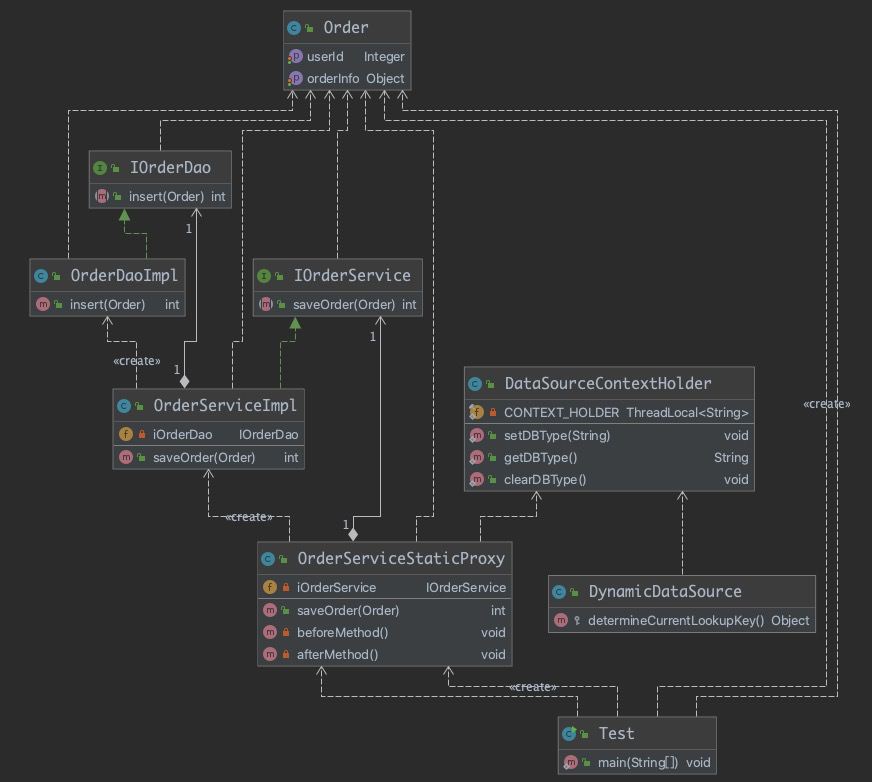 Order
userId Integer
orderInfo Object
IOrderDao
insert(Order) int
1
OrderDaoImpl
insert(Order) int
IOrderService
saveOrder(Order) int
«create»
1
1
OrderServiceImpl
iOrderDao IOrderDao
saveOrder(Order) int
DataSourceContextHolder
CONTEXT_HOLDER ThreadLocal<String>
setDBType(String) void
getDBType() String
clearDBType() void
«create»
«create»
1
OrderServiceStaticProxy
iOrderService IOrderService
saveOrder(Order) int
beforeMethod() void
afterMethod() void
DynamicDataSource
determineCurrentLookupKey() Object
«create»
Test
main(String[]) void